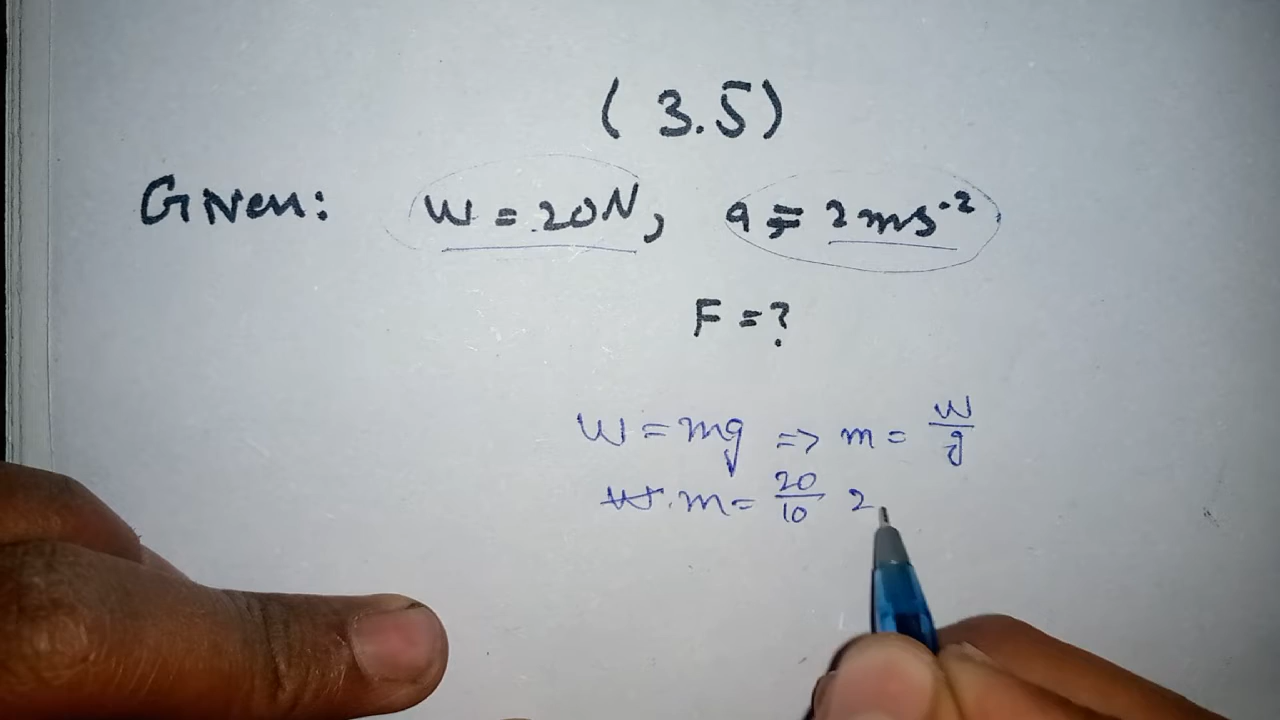 (3.5)
Given: W = 20N, a = 2ms⁻²
F = ?
W = mg => m = W/g
W. m = 20/10 2